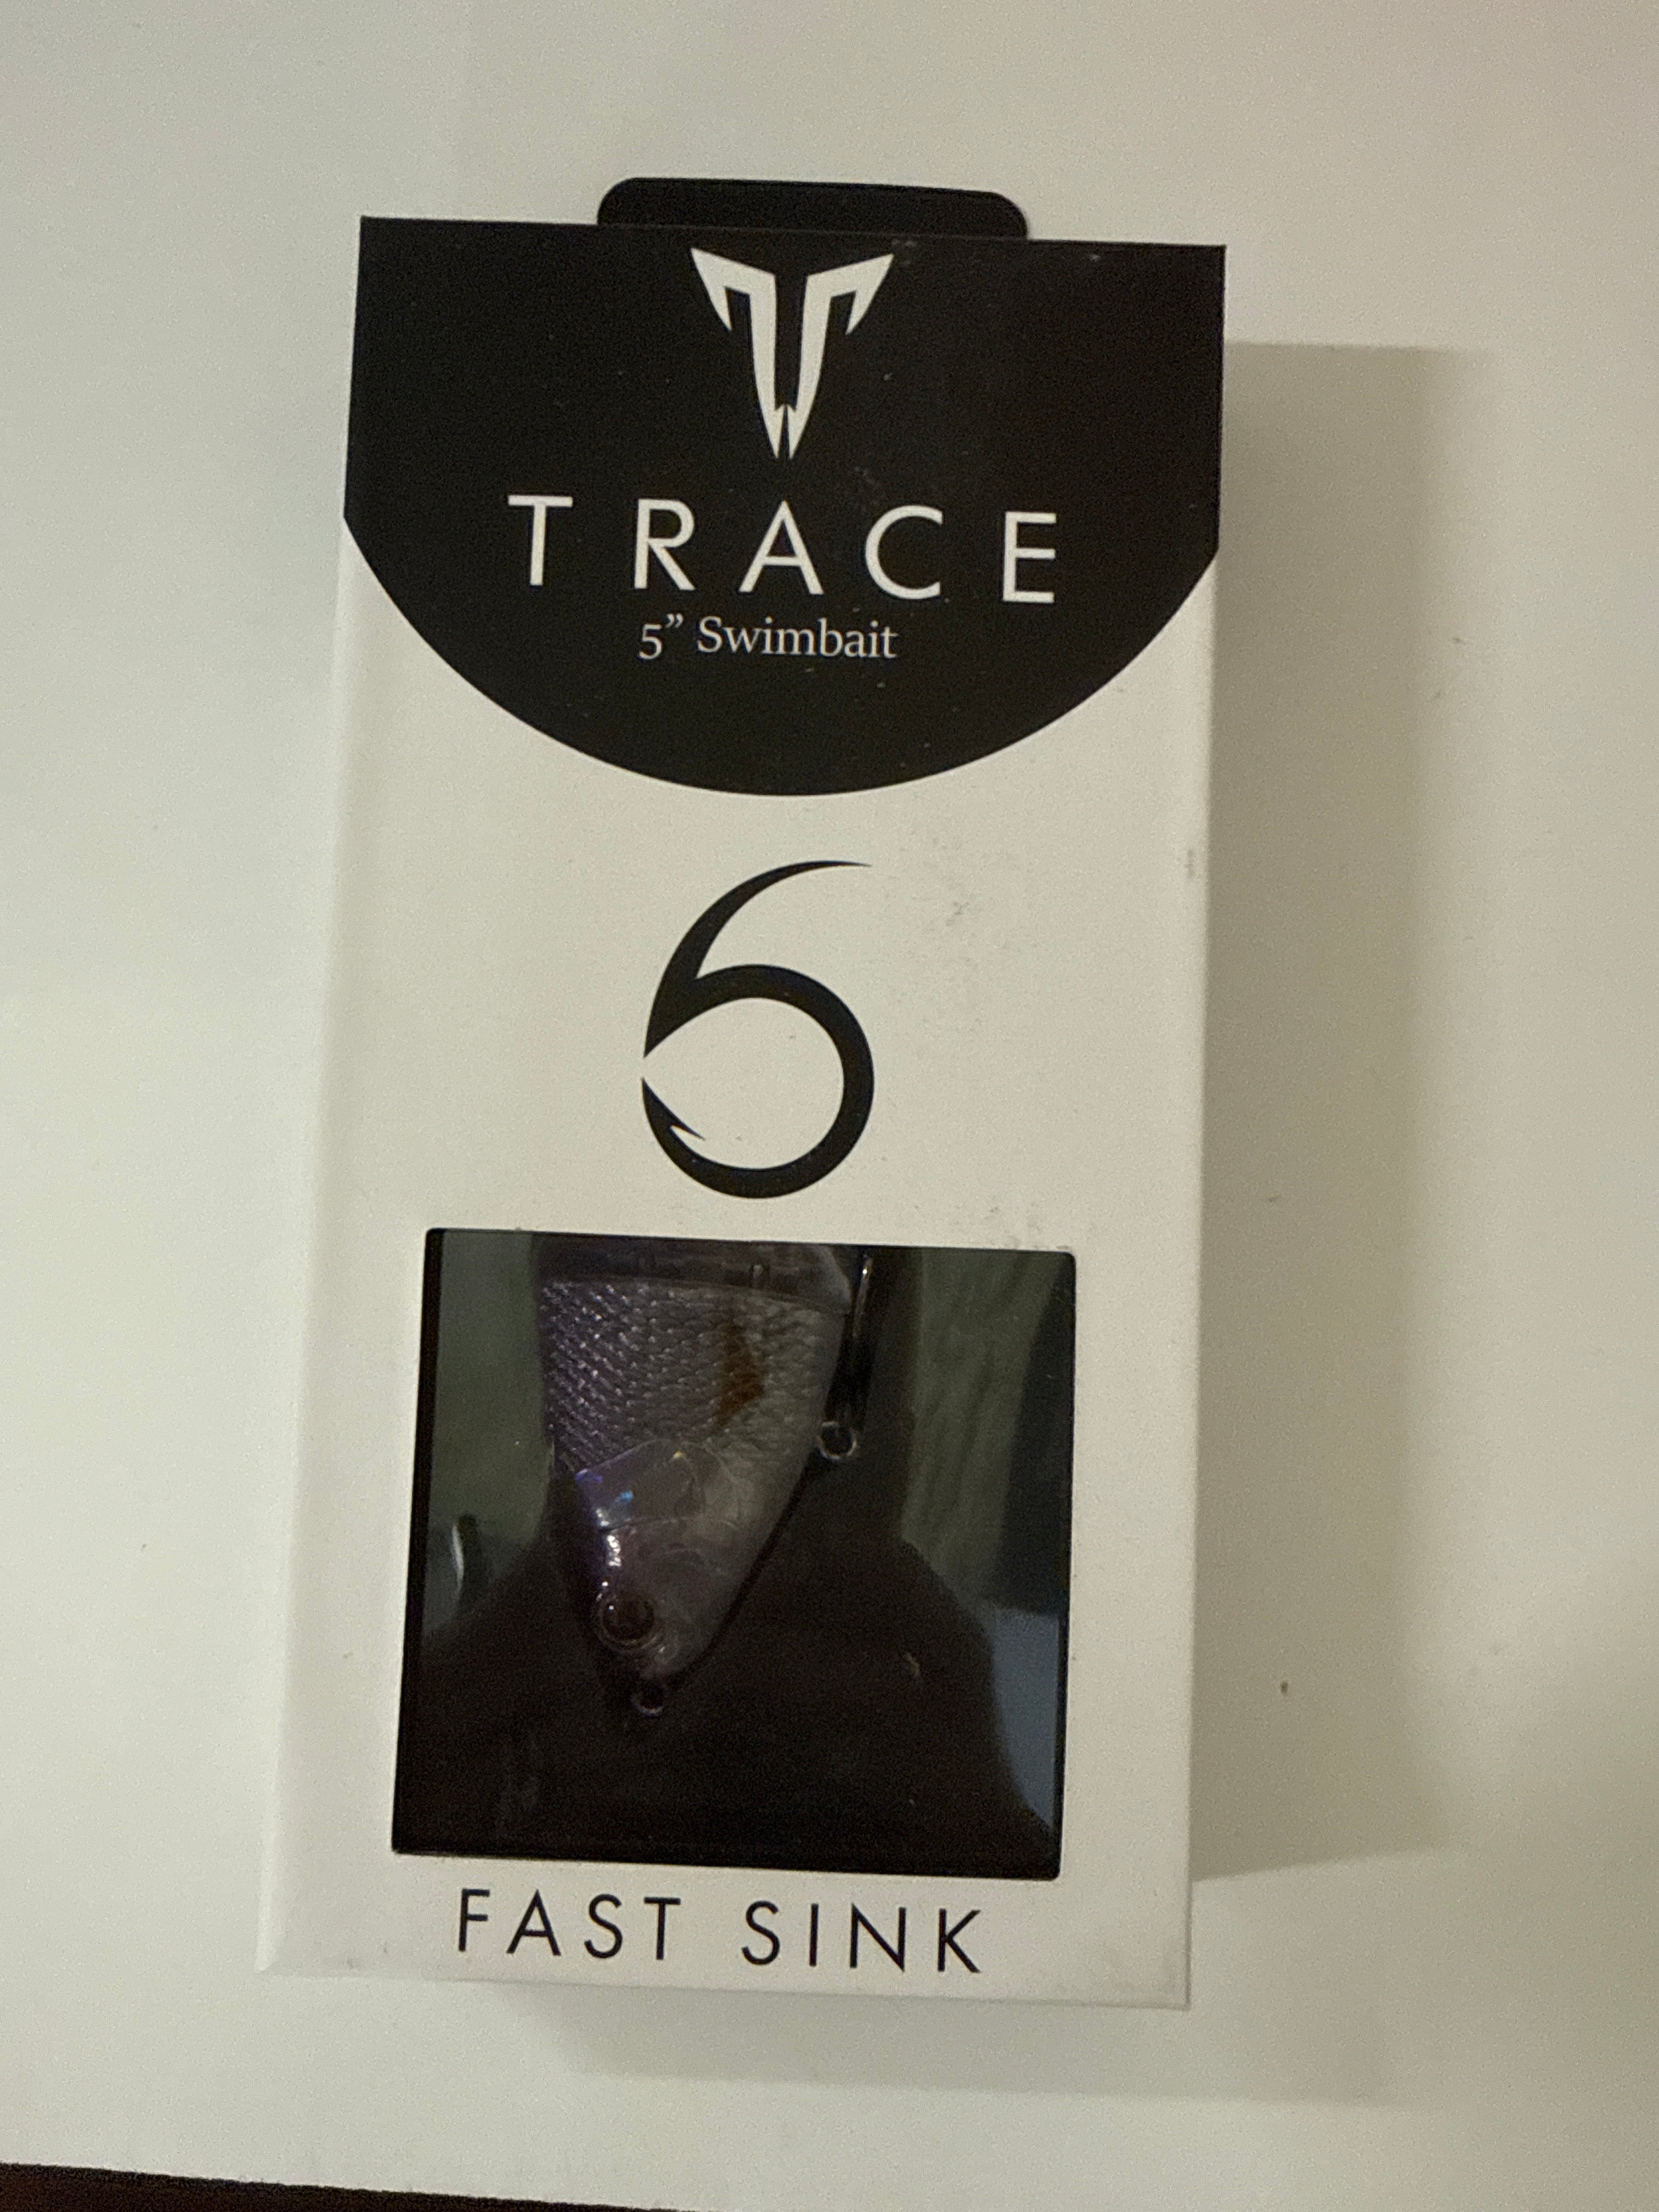 TRACE
5” Swimbait
6
FAST SINK